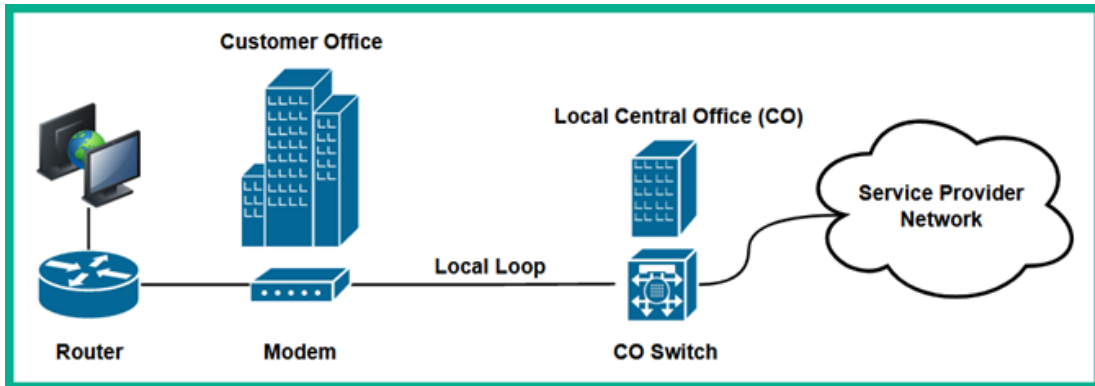 Customer Office
Local Central Office (CO)
Service Provider
Network
Local Loop
Router
Modem
CO Switch